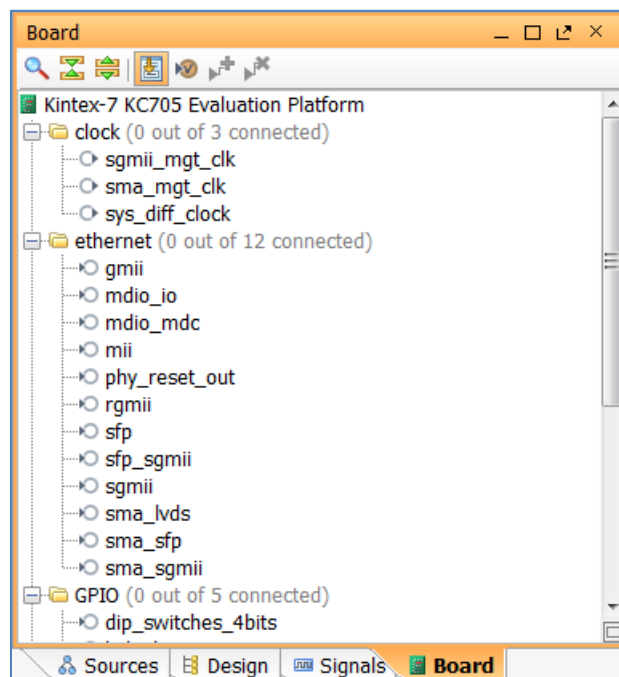 Board
Kintex-7 KC705 Evaluation Platform
clock (0 out of 3 connected)
sgmii_mgt_clk
sma_mgt_clk
sys_diff_clock
ethernet (0 out of 12 connected)
gmii
mdio_io
mdio_mdc
mii
phy_reset_out
rgmii
sfp
sfp_sgmii
sgmii
sma_lvds
sma_sfp
sma_sgmii
GPIO (0 out of 5 connected)
dip_switches_4bits
Sources Design Signals Board